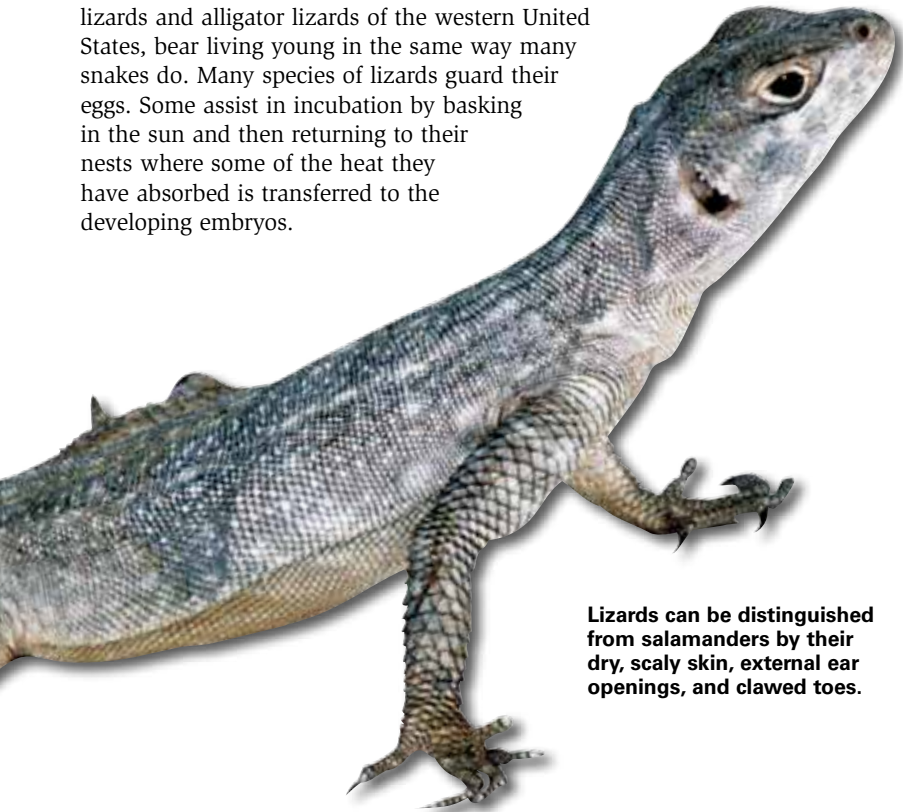 lizards and alligator lizards of the western United
States, bear living young in the same way many
snakes do. Many species of lizards guard their
eggs. Some assist in incubation by basking
in the sun and then returning to their
nests where some of the heat they
have absorbed is transferred to the
developing embryos.
Lizards can be distinguished
from salamanders by their
dry, scaly skin, external ear
openings, and clawed toes.